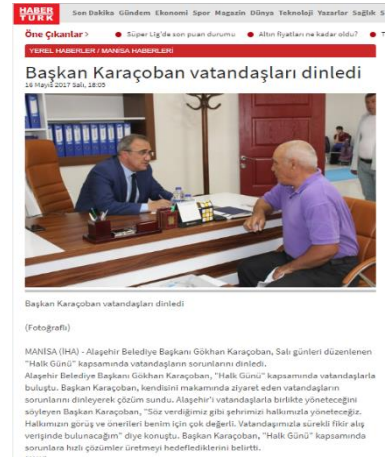 HABER TÜRK
Son Dakika Gündem Ekonomi Spor Magazin Dünya Teknoloji Yazarlar Sağlık S
Öne Çıkanlar > Süper Lig'de son puan durumu Altın fiyatları ne kadar oldu? T
YEREL HABERLER / MANİSA HABERLERİ
Başkan Karaçoban vatandaşları dinledi
16 Mayıs 2017 Salı, 18:05
Başkan Karaçoban vatandaşları dinledi
(Fotoğraflı)
MANİSA (İHA) - Alaşehir Belediye Başkanı Gökhan Karaçoban, Salı günleri düzenlenen
"Halk Günü" kapsamında vatandaşların sorunlarını dinledi.
Alaşehir Belediye Başkanı Gökhan Karaçoban, "Halk Günü" kapsamında vatandaşlarla
buluştu. Başkan Karaçoban, kendisini makamında ziyaret eden vatandaşların
sorunlarını dinleyerek çözüm sundu. Alaşehir'i vatandaşlarla birlikte yöneteceğini
söyleyen Başkan Karaçoban, "Söz verdiğimiz gibi şehrimizi halkımızla yöneteceğiz.
Halkımızın görüş ve önerileri benim için çok değerli. Vatandaşımızla sürekli fikir alış
verişinde bulunacağım" diye konuştu. Başkan Karaçoban, "Halk Günü" kapsamında
sorunlara hızlı çözümler üretmeyi hedeflediklerini belirtti.